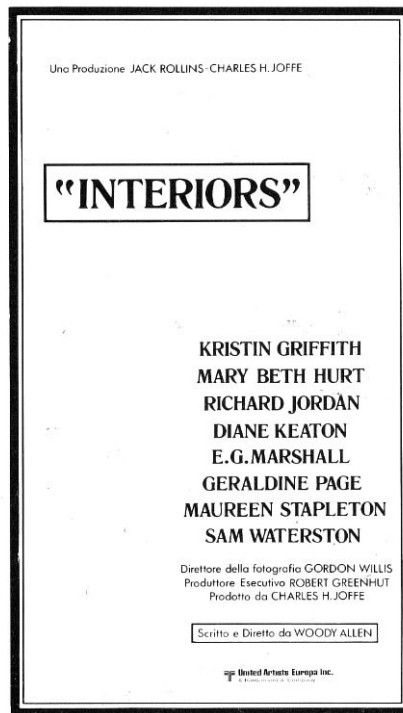 Una Produzione JACK ROLLINS-CHARLES H. JOFFE
"INTERIORS"
KRISTIN GRIFFITH
MARY BETH HURT
RICHARD JORDAN
DIANE KEATON
E.G. MARSHALL
GERALDINE PAGE
MAUREEN STAPLETON
SAM WATERSTON
Direttore della fotografia GORDON WILLIS
Produttore Esecutivo ROBERT GREENHUT
Prodotto da CHARLES H. JOFFE
Scritto e Diretto da WOODY ALLEN
United Artists Europa Inc.